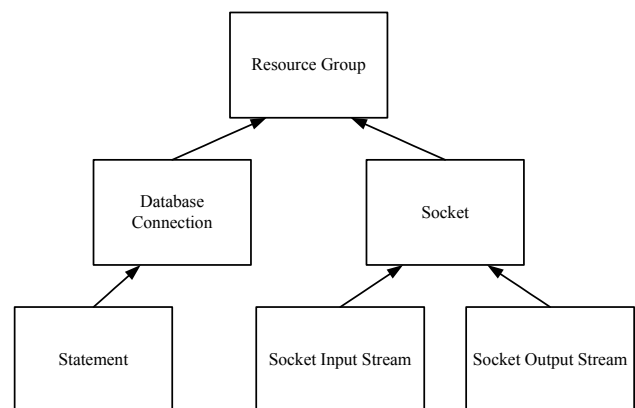 Resource Group
Database
Connection
Socket
Statement
Socket Input Stream
Socket Output Stream